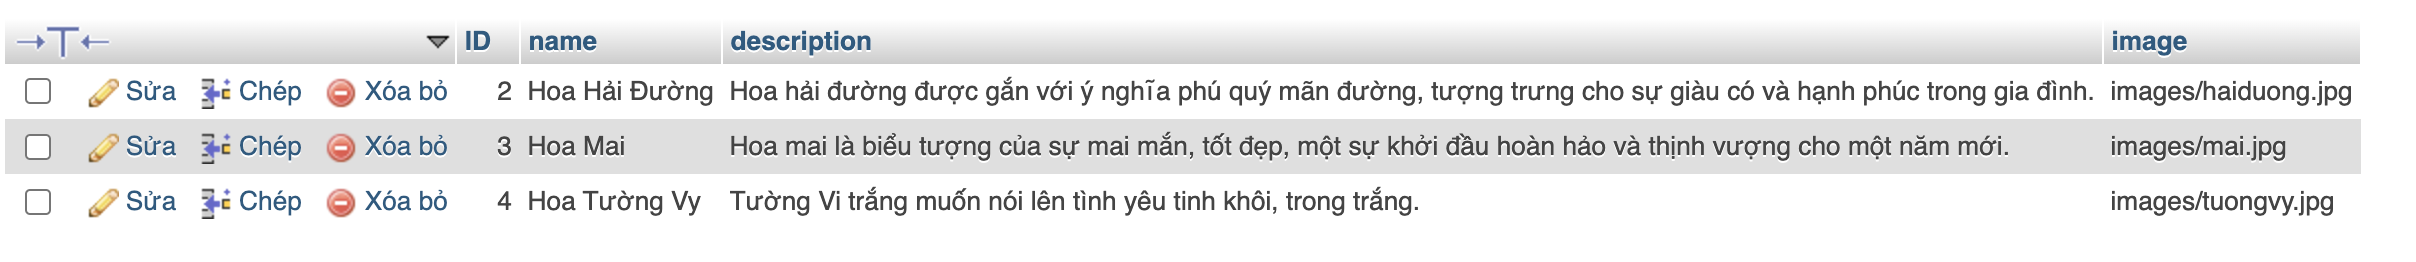 ID name description image
Sửa Chép Xóa bỏ 2 Hoa Hải Đường Hoa hải đường được gắn với ý nghĩa phú quý mãn đường, tượng trưng cho sự giàu có và hạnh phúc trong gia đình. images/haiduong.jpg
Sửa Chép Xóa bỏ 3 Hoa Mai Hoa mai là biểu tượng của sự mai mắn, tốt đẹp, một sự khởi đầu hoàn hảo và thịnh vượng cho một năm mới. images/mai.jpg
Sửa Chép Xóa bỏ 4 Hoa Tường Vy Tường Vi trắng muốn nói lên tình yêu tinh khôi, trong trắng. images/tuongvy.jpg